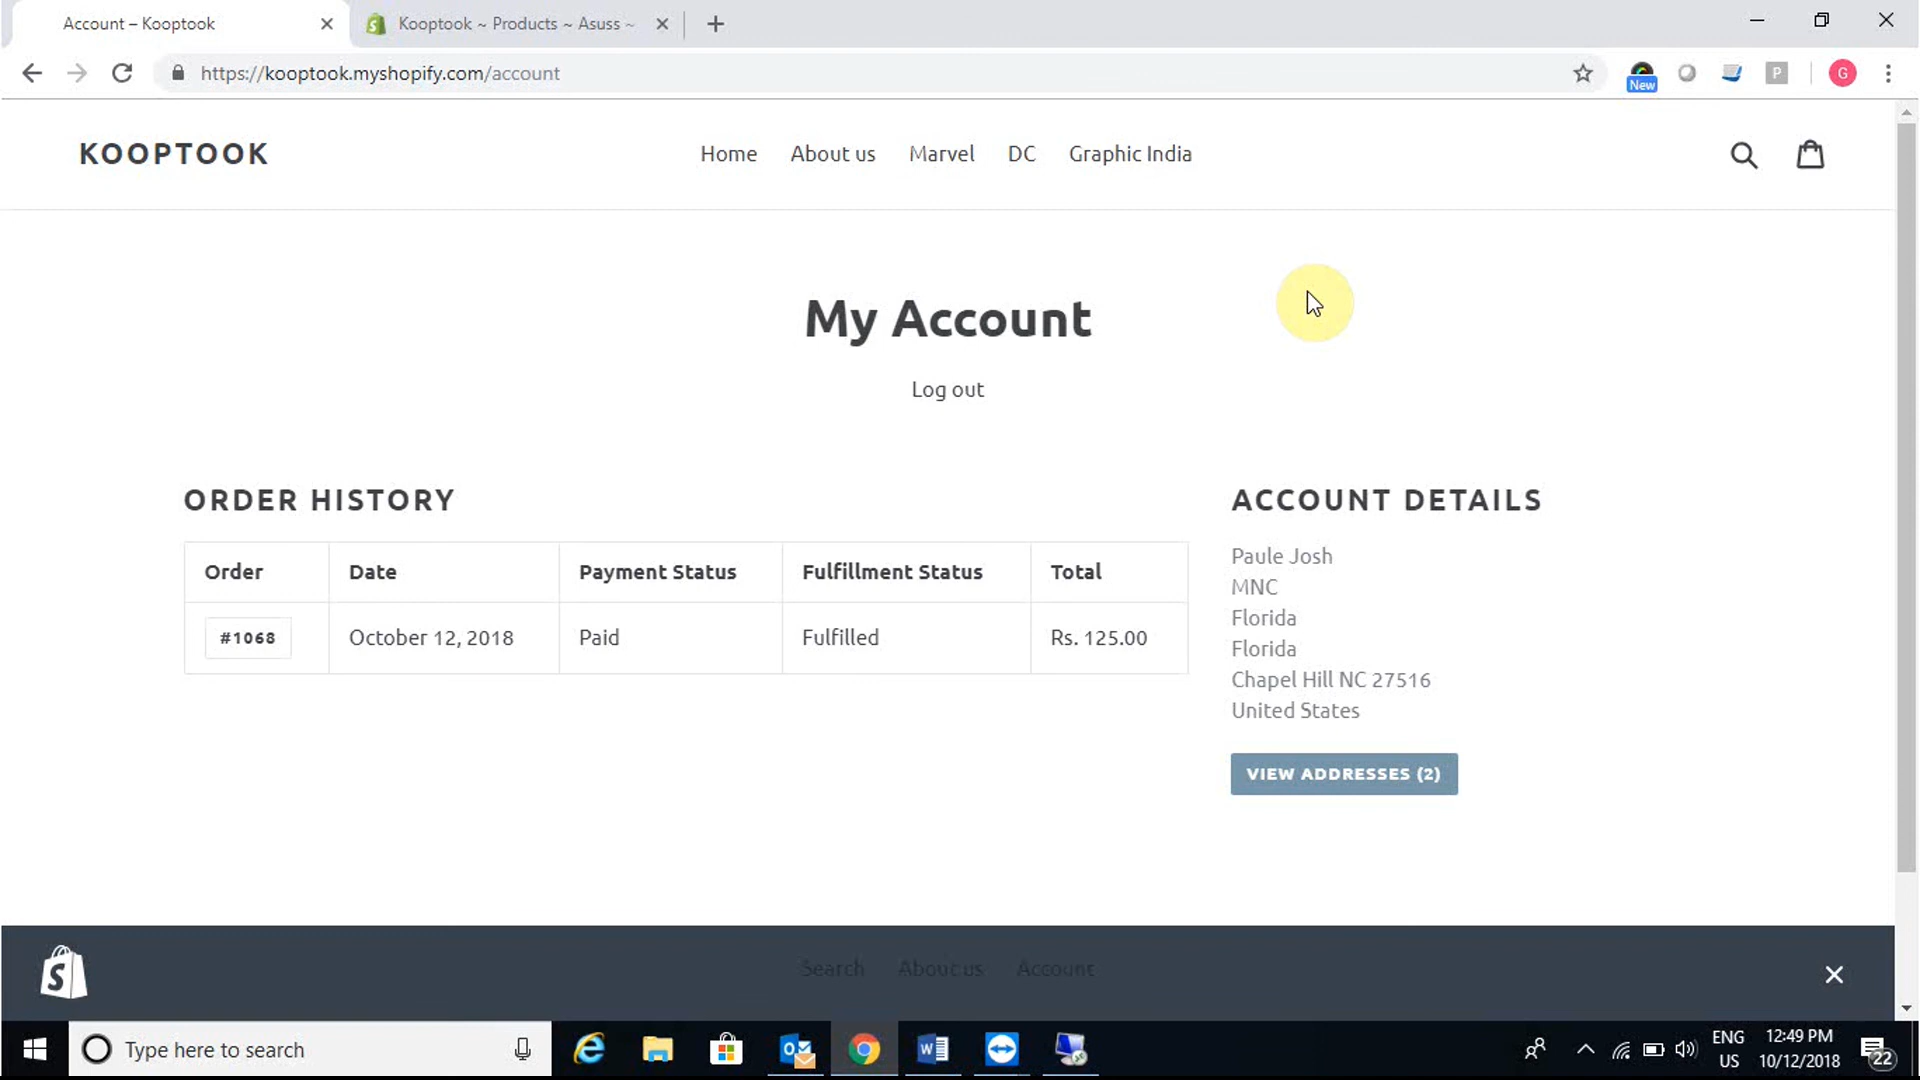 Account – Kooptook
Kooptook ~ Products ~ Asuss ~
https://kooptook.myshopify.com/account
New
P
G
KOOPTOOK
Home About us Marvel DC Graphic India
My Account
Log out
ORDER HISTORY
Order Date Payment Status Fulfillment Status Total
#1068 October 12, 2018 Paid Fulfilled Rs. 125.00
ACCOUNT DETAILS
Paule Josh
MNC
Florida
Florida
Chapel Hill NC 27516
United States
VIEW ADDRESSES (2)
Search About us Account
Type here to search
ENG
US
12:49 PM
10/12/2018
22